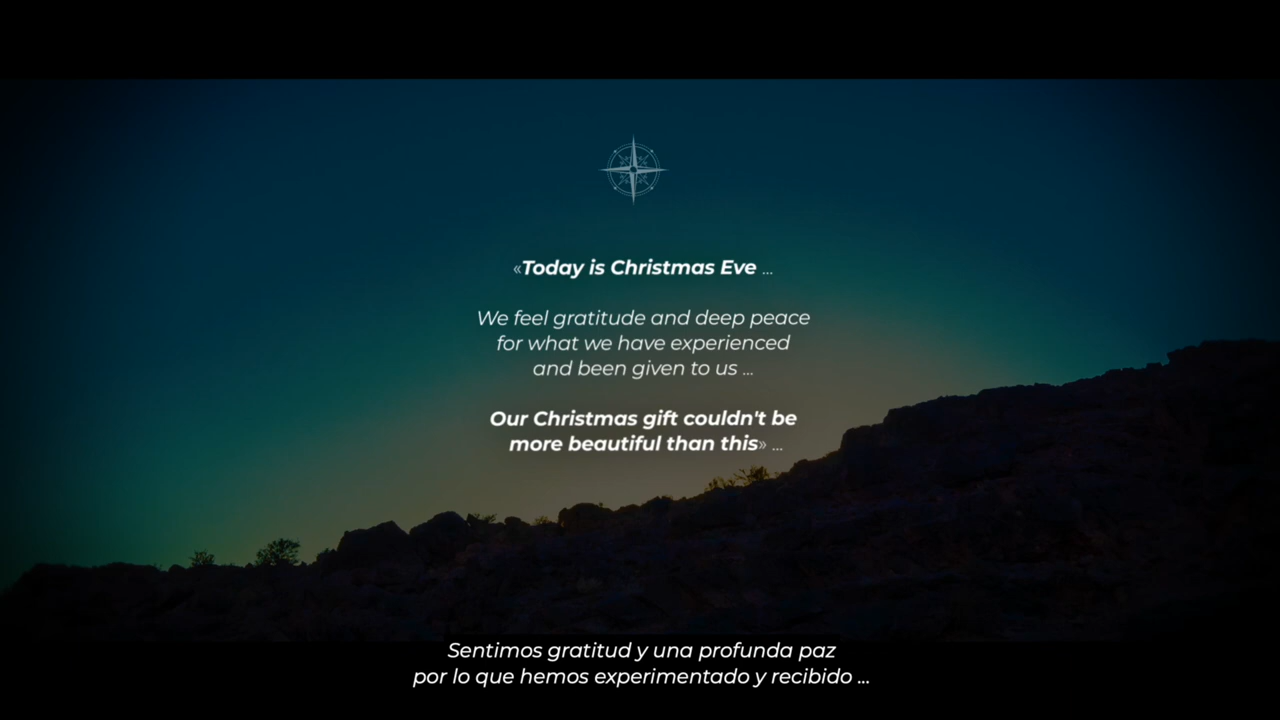 «Today is Christmas Eve ...
We feel gratitude and deep peace
for what we have experienced
and been given to us ...
Our Christmas gift couldn't be
more beautiful than this» ...
Sentimos gratitud y una profunda paz
por lo que hemos experimentado y recibido ...